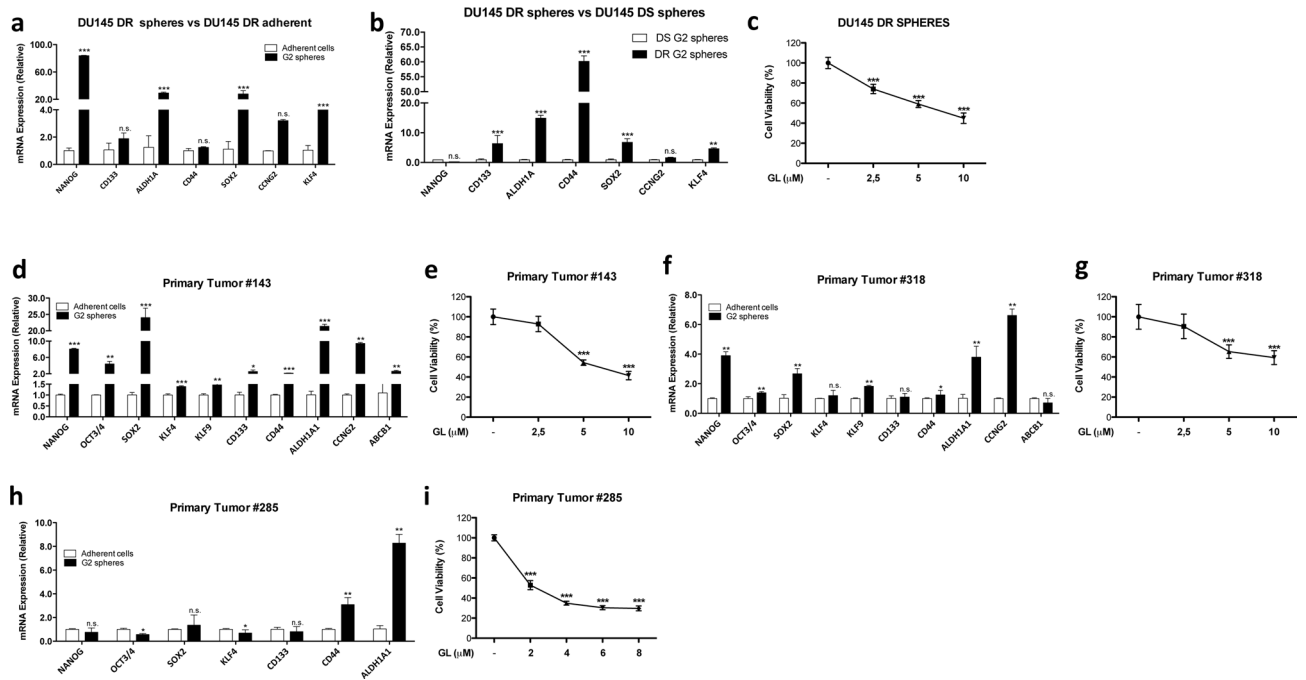 a
DU145 DR spheres vs DU145 DR adherent
mRNA Expression (Relative)
100.0
80.0
60.0
40.0
20.0
4.0
2.0
0.0
Adherent cells
G2 spheres
***
n.s.
***
n.s.
***
n.s.
***
NANOG
CD133
ALDH1A
CD44
SOX2
CCNG2
KLF4
b
DU145 DR spheres vs DU145 DS spheres
mRNA Expression (Relative)
70.0
65.0
60.0
55.0
50.0
45.0
40.0
35.0
30.0
20.0
10.0
0.0
DS G2 spheres
DR G2 spheres
n.s.
***
***
***
***
n.s.
**
NANOG
CD133
ALDH1A
CD44
SOX2
CCNG2
KLF4
c
DU145 DR SPHERES
Cell Viability (%)
120
100
80
60
40
20
0
***
***
***
GL (μM)
-
2,5
5
10
d
Primary Tumor #143
mRNA Expression (Relative)
30.0
25.0
20.0
15.0
10.0
6.0
2.0
1.5
1.0
0.5
0.0
Adherent cells
G2 spheres
***
**
***
***
**
*
***
***
**
**
NANOG
OCT3/4
SOX2
KLF4
KLF9
CD133
CD44
ALDH1A1
CCNG2
ABCB1
e
Primary Tumor #143
Cell Viability (%)
120
100
80
60
40
20
0
***
***
GL (μM)
-
2,5
5
10
f
Primary Tumor #318
mRNA Expression (Relative)
8.0
6.0
4.0
2.0
0.0
Adherent cells
G2 spheres
**
**
**
n.s.
**
n.s.
*
**
**
n.s.
NANOG
OCT3/4
SOX2
KLF4
KLF9
CD133
CD44
ALDH1A1
CCNG2
ABCB1
g
Primary Tumor #318
Cell Viability (%)
120
100
80
60
40
20
0
***
***
GL (μM)
-
2,5
5
10
h
Primary Tumor #285
mRNA Expression (Relative)
10.0
8.0
6.0
4.0
2.0
0.0
Adherent cells
G2 spheres
n.s.
*
n.s.
*
n.s.
**
**
NANOG
OCT3/4
SOX2
KLF4
CD133
CD44
ALDH1A1
i
Primary Tumor #285
Cell Viability (%)
120
100
80
60
40
20
0
***
***
***
***
GL (μM)
-
2
4
6
8